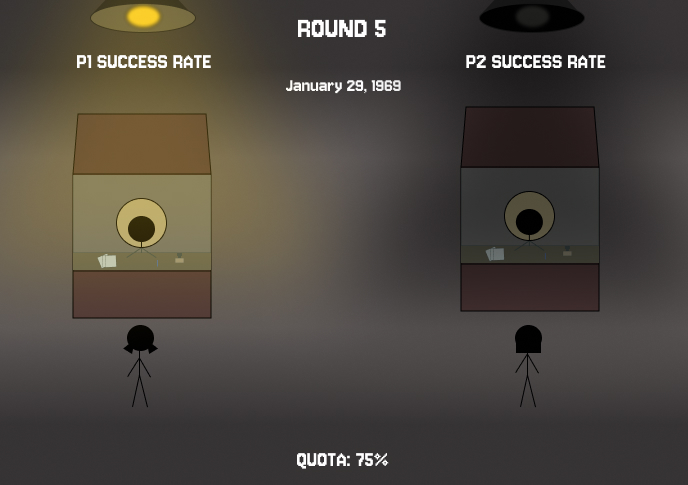 ROUND 5
P1 SUCCESS RATE
P2 SUCCESS RATE
January 29, 1969
QUOTA: 75%